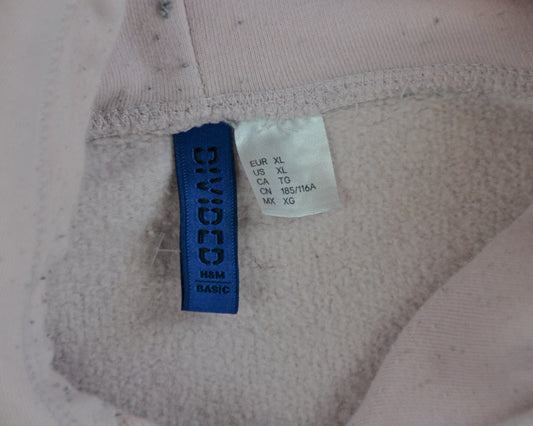 DIVIDED
H&M
BASIC
EUR XL
US XL
CA TG
CN 185/116A
MX XG